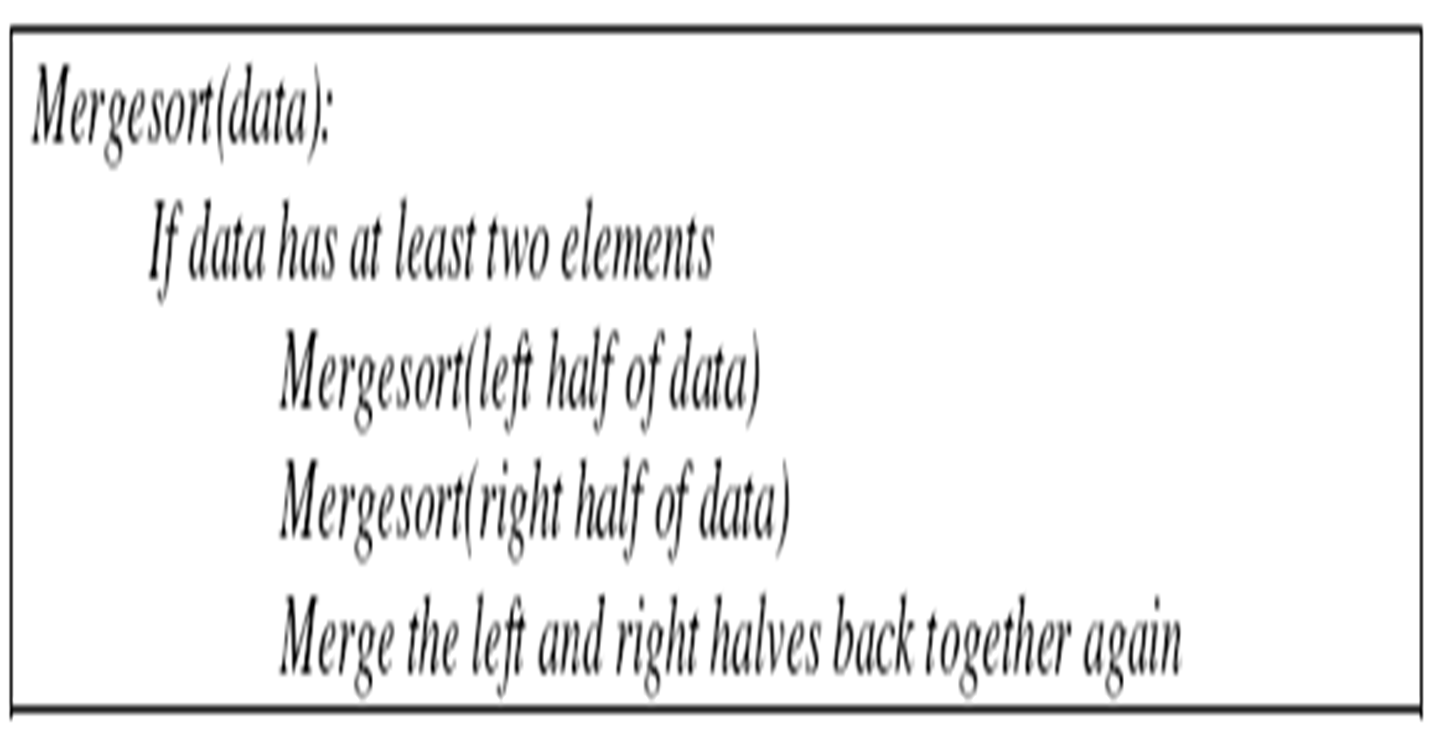 Mergesort(data):
If data has at least two elements
Mergesort(left half of data)
Mergesort(right half of data)
Merge the left and right halves back together again